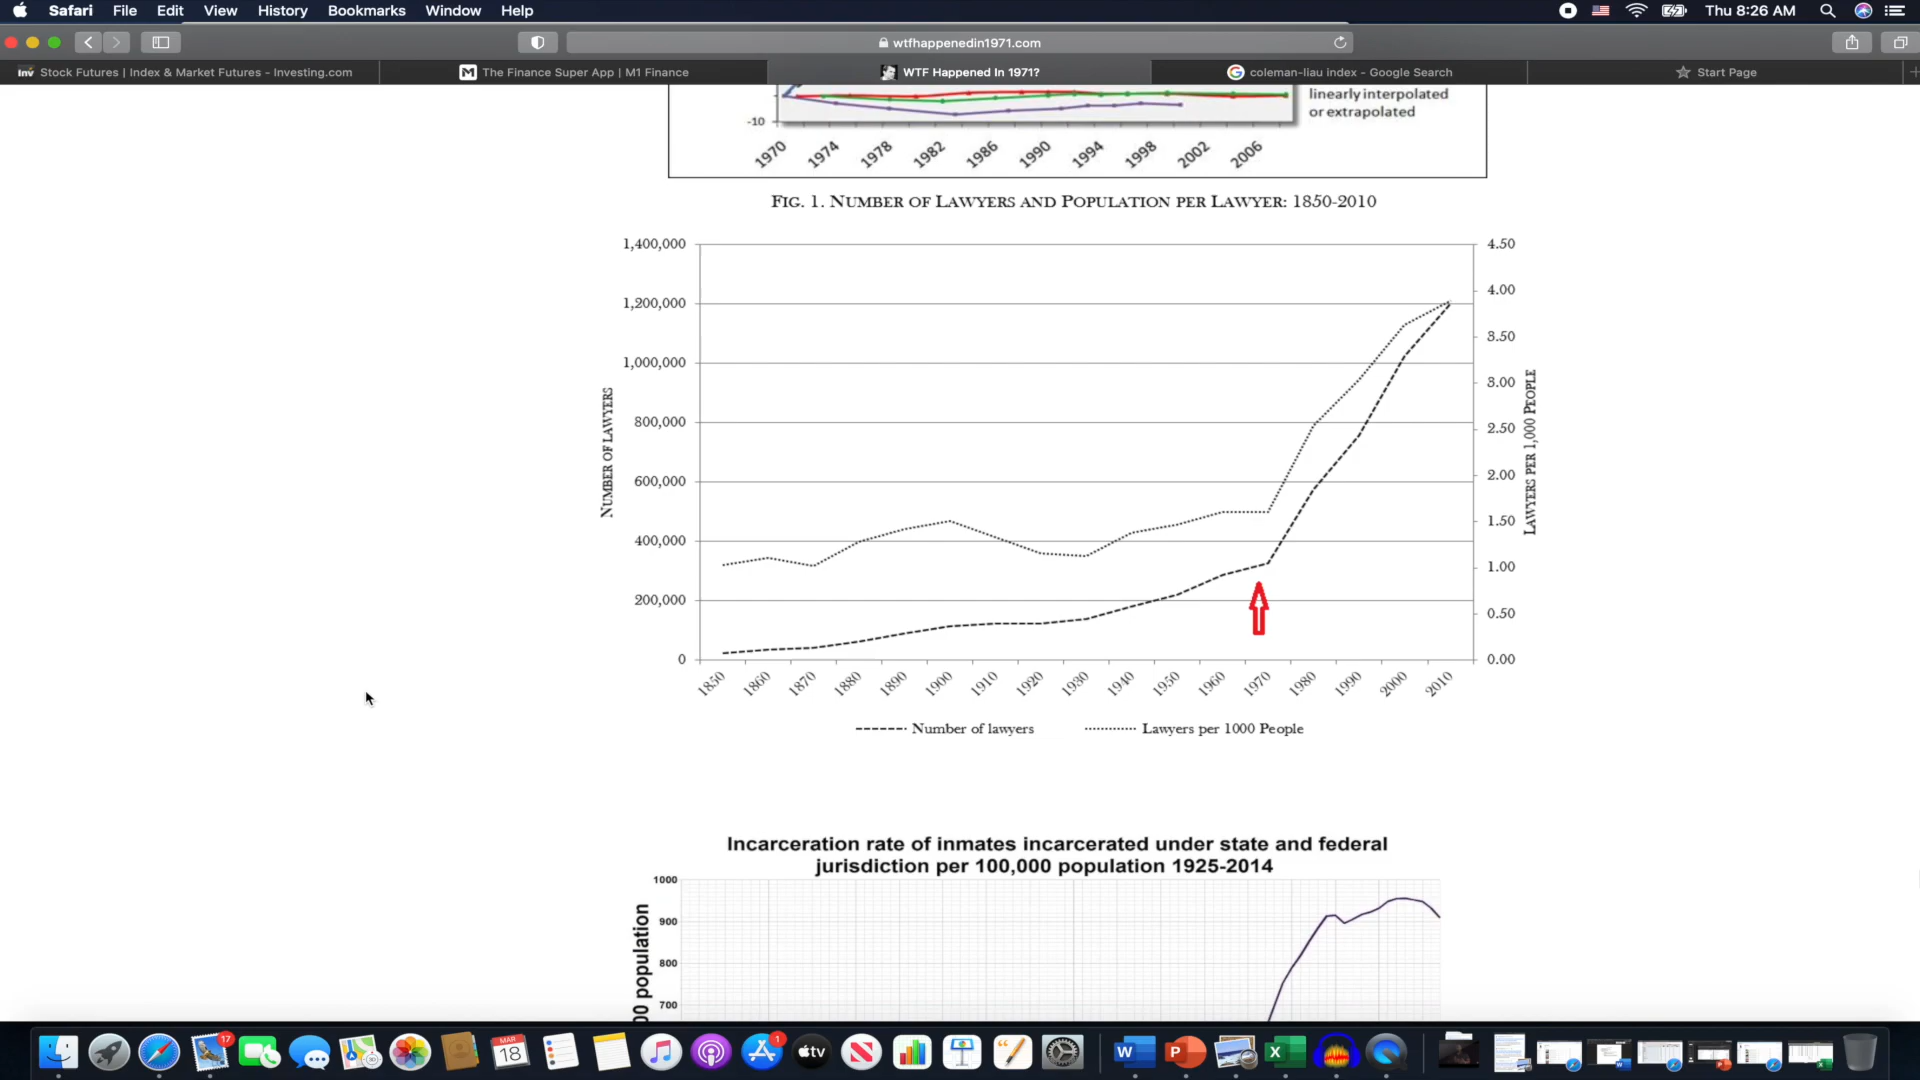 Safari File Edit View History Bookmarks Window Help Thu 8:26 AM
wtfhappenedin1971.com
Inv Stock Futures | Index & Market Futures - Investing.com M The Finance Super App | M1 Finance WTF Happened In 1971? G coleman-liau index - Google Search Start Page
linearly interpolated
or extrapolated
-10
1970 1974 1978 1982 1986 1990 1994 1998 2002 2006
FIG. 1. NUMBER OF LAWYERS AND POPULATION PER LAWYER: 1850-2010
1,400,000 4.50
1,200,000 4.00
3.50
1,000,000 3.00
800,000 2.50
600,000 2.00
1.50
400,000 1.00
200,000 0.50
0 0.00
NUMBER OF LAWYERS
LAWYERS PER 1,000 PEOPLE
1850 1860 1870 1880 1890 1900 1910 1920 1930 1940 1950 1960 1970 1980 1990 2000 2010
Number of lawyers Lawyers per 1000 People
Incarceration rate of inmates incarcerated under state and federal
jurisdiction per 100,000 population 1925-2014
1000
900
800
700
00 population
17 MAR 18 1 tv W P X